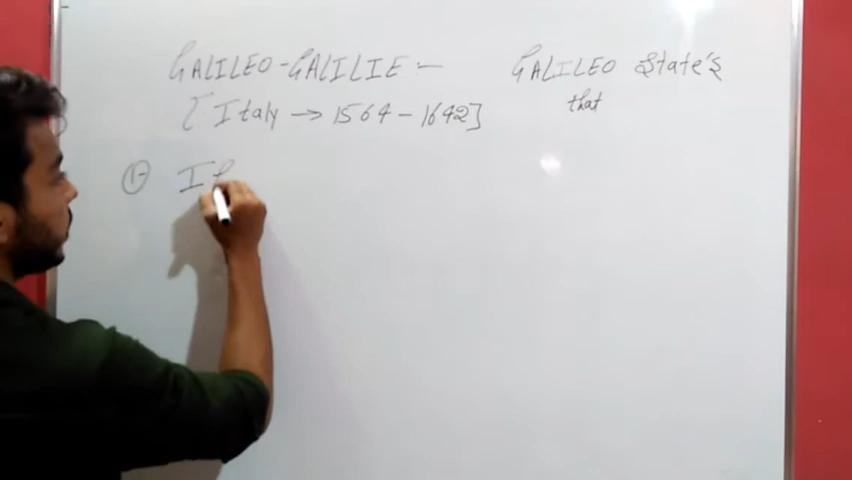 GALILEO-GALILIE :- GALILEO State's
[Italy → 1564 - 1642] that
① If